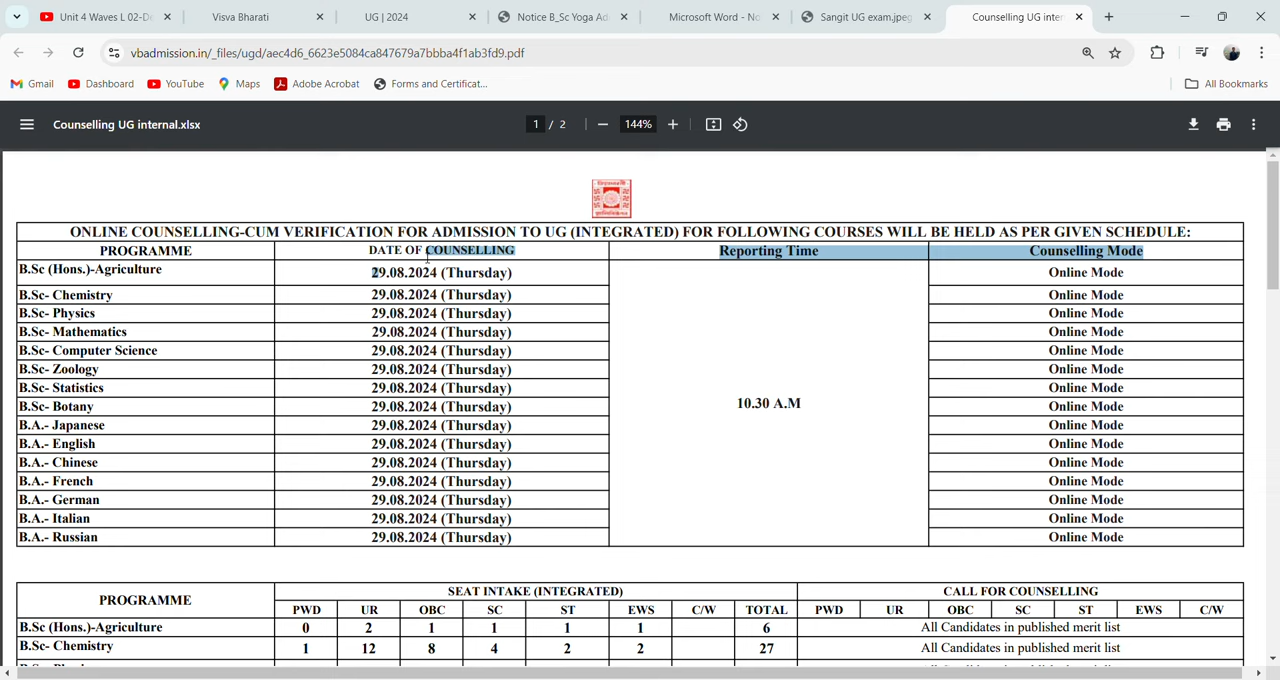 Unit 4 Waves L 02-De
Visva Bharati
UG | 2024
Notice B_Sc Yoga Ad
Microsoft Word - No
Sangit UG exam.jpeg
Counselling UG inter
vbadmission.in/_files/ugd/aec4d6_6623e5084ca847679a7bbba4f1ab3fd9.pdf
Gmail Dashboard YouTube Maps Adobe Acrobat Forms and Certificat... All Bookmarks
Counselling UG internal.xlsx 1 / 2 144%
ONLINE COUNSELLING-CUM VERIFICATION FOR ADMISSION TO UG (INTEGRATED) FOR FOLLOWING COURSES WILL BE HELD AS PER GIVEN SCHEDULE:
PROGRAMME DATE OF COUNSELLING Reporting Time Counselling Mode
B.Sc (Hons.)-Agriculture 29.08.2024 (Thursday) Online Mode
B.Sc- Chemistry 29.08.2024 (Thursday) Online Mode
B.Sc- Physics 29.08.2024 (Thursday) Online Mode
B.Sc- Mathematics 29.08.2024 (Thursday) Online Mode
B.Sc- Computer Science 29.08.2024 (Thursday) Online Mode
B.Sc- Zoology 29.08.2024 (Thursday) Online Mode
B.Sc- Statistics 29.08.2024 (Thursday) Online Mode
B.Sc- Botany 29.08.2024 (Thursday) 10.30 A.M Online Mode
B.A.- Japanese 29.08.2024 (Thursday) Online Mode
B.A.- English 29.08.2024 (Thursday) Online Mode
B.A.- Chinese 29.08.2024 (Thursday) Online Mode
B.A.- French 29.08.2024 (Thursday) Online Mode
B.A.- German 29.08.2024 (Thursday) Online Mode
B.A.- Italian 29.08.2024 (Thursday) Online Mode
B.A.- Russian 29.08.2024 (Thursday) Online Mode
PROGRAMME SEAT INTAKE (INTEGRATED) CALL FOR COUNSELLING
PWD UR OBC SC ST EWS C/W TOTAL PWD UR OBC SC ST EWS C/W
B.Sc (Hons.)-Agriculture 0 2 1 1 1 1 6 All Candidates in published merit list
B.Sc- Chemistry 1 12 8 4 2 2 27 All Candidates in published merit list